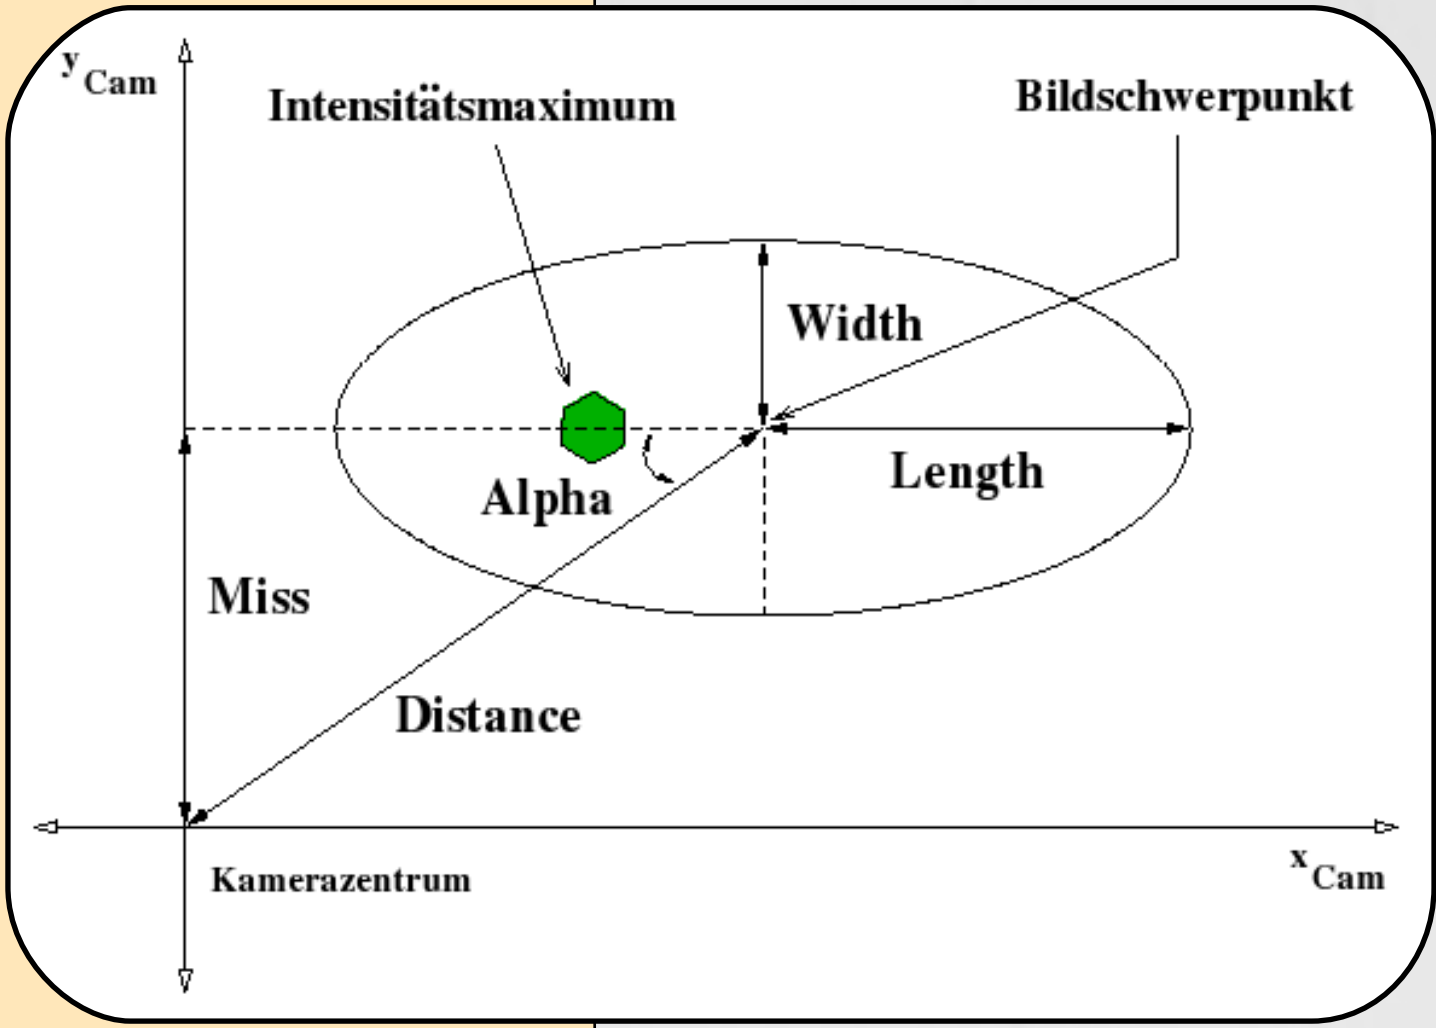 y Cam
Intensitätsmaximum
Bildschwerpunkt
Width
Length
Alpha
Miss
Distance
x Cam
Kamerazentrum